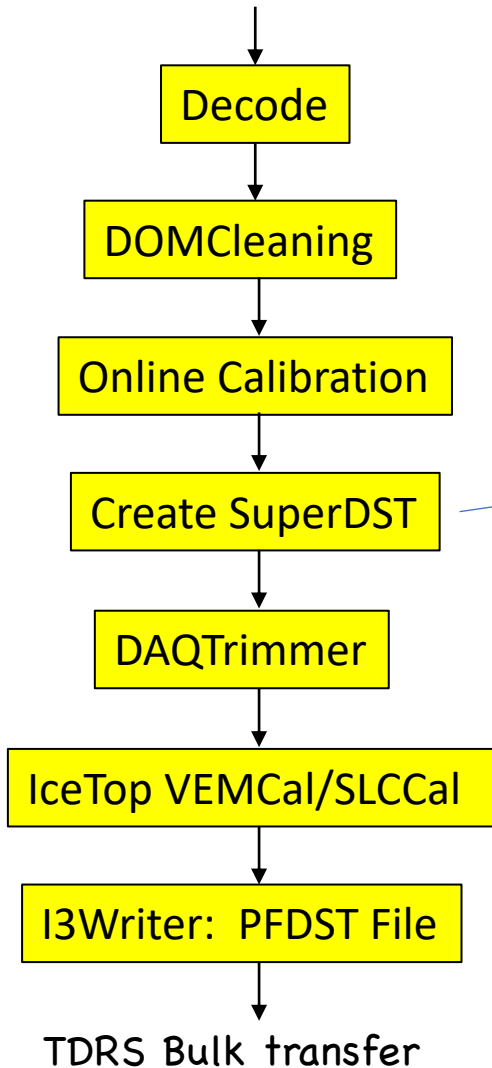 Decode
DOMCleaning
Online Calibration
Create SuperDST
DAQTrimmer
IceTop VEMCal/SLCCal
I3Writer: PFDST File
TDRS Bulk transfer